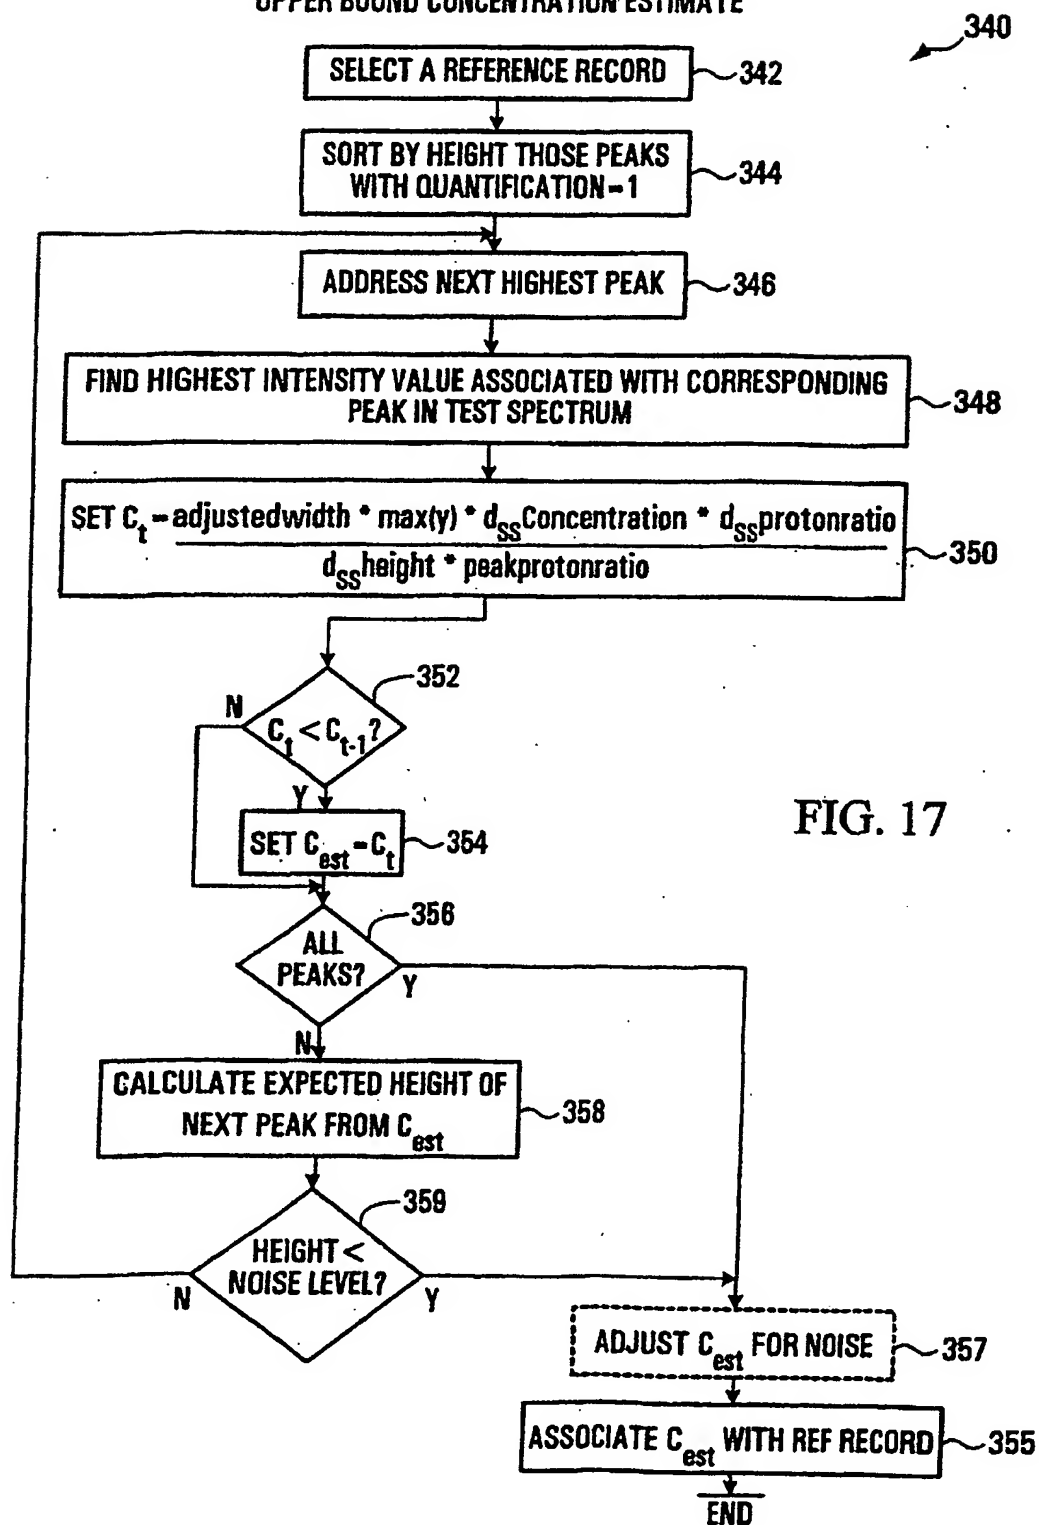 UPPER BOUND CONCENTRATION ESTIMATE
340
SELECT A REFERENCE RECORD
342
SORT BY HEIGHT THOSE PEAKS
WITH QUANTIFICATION=1
344
ADDRESS NEXT HIGHEST PEAK
346
FIND HIGHEST INTENSITY VALUE ASSOCIATED WITH CORRESPONDING
PEAK IN TEST SPECTRUM
348
SET Ct = adjustedwidth * max(y) * dssConcentration * dssprotonratio
dssheight * peakprotonratio
350
352
N
Ct < Ct-1?
Y
SET Cest = Ct
354
FIG. 17
356
ALL
PEAKS?
Y
N
CALCULATE EXPECTED HEIGHT OF
NEXT PEAK FROM Cest
358
359
HEIGHT <
NOISE LEVEL?
N
Y
ADJUST Cest FOR NOISE
357
ASSOCIATE Cest WITH REF RECORD
355
END